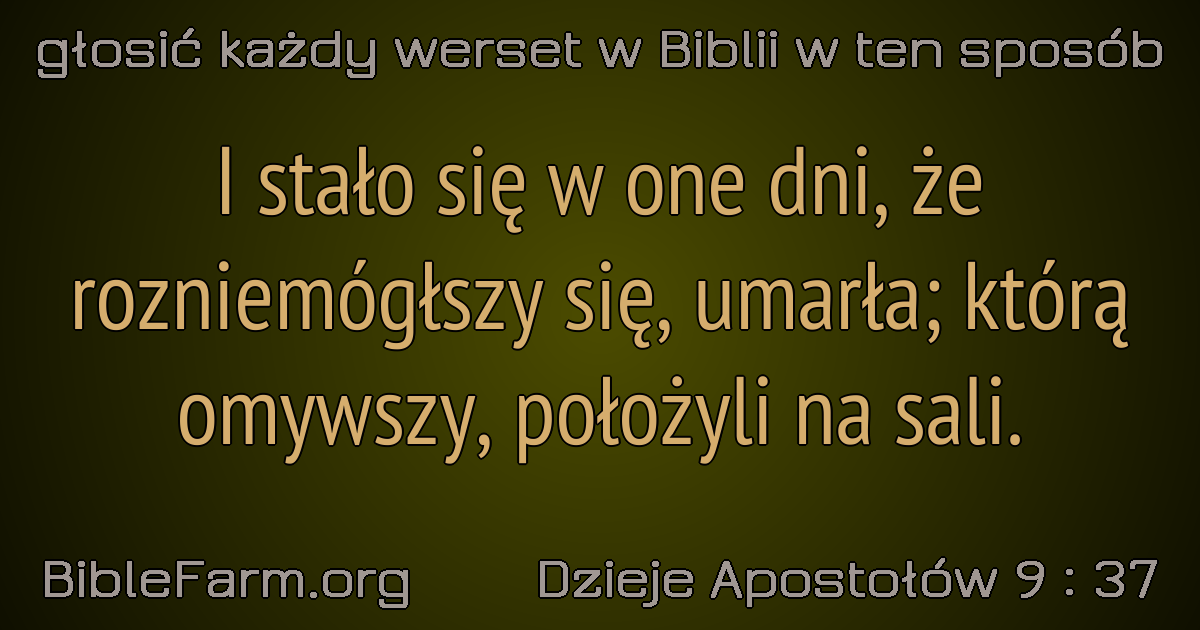 głosić każdy werset w Biblii w ten sposób
I stało się w one dni, że
rozniemógłszy się, umarła; którą
omywszy, położyli na sali.
BibleFarm.org Dzieje Apostołów 9 : 37